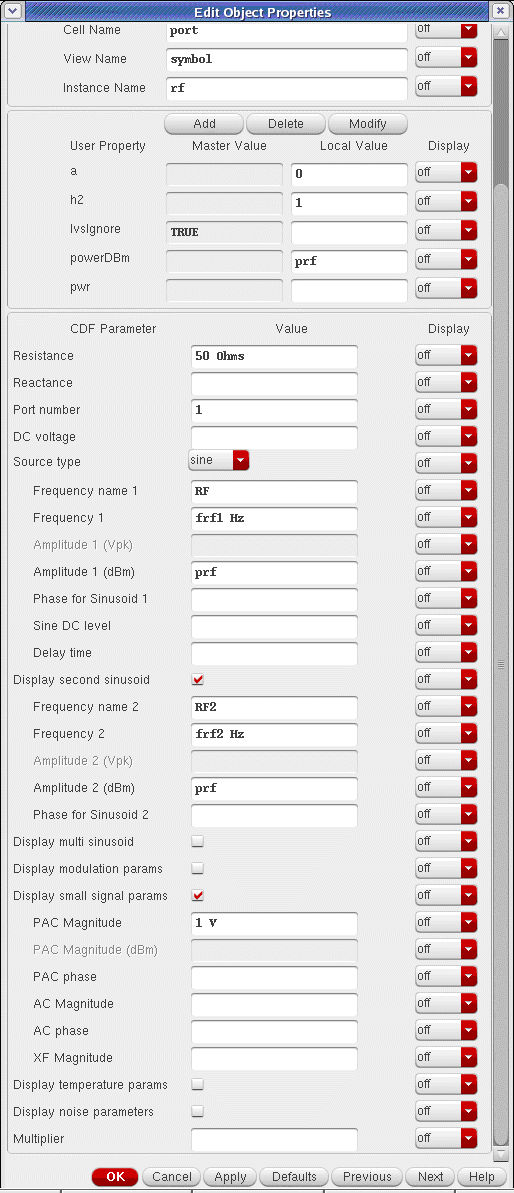 Edit Object Properties
Cell Name port off
View Name symbol off
Instance Name rf off
Add Delete Modify
User Property Master Value Local Value Display
a 0 off
h2 1 off
lvsIgnore TRUE off
powerDBm prf off
pwr off
CDF Parameter Value Display
Resistance 50 Ohms off
Reactance off
Port number 1 off
DC voltage off
Source type sine off
Frequency name 1 RF off
Frequency 1 frf1 Hz off
Amplitude 1 (Vpk) off
Amplitude 1 (dBm) prf off
Phase for Sinusoid 1 off
Sine DC level off
Delay time off
Display second sinusoid off
Frequency name 2 RF2 off
Frequency 2 frf2 Hz off
Amplitude 2 (Vpk) off
Amplitude 2 (dBm) prf off
Phase for Sinusoid 2 off
Display multi sinusoid off
Display modulation params off
Display small signal params off
PAC Magnitude 1 V off
PAC Magnitude (dBm) off
PAC phase off
AC Magnitude off
AC phase off
XF Magnitude off
Display temperature params off
Display noise parameters off
Multiplier off
OK Cancel Apply Defaults Previous Next Help